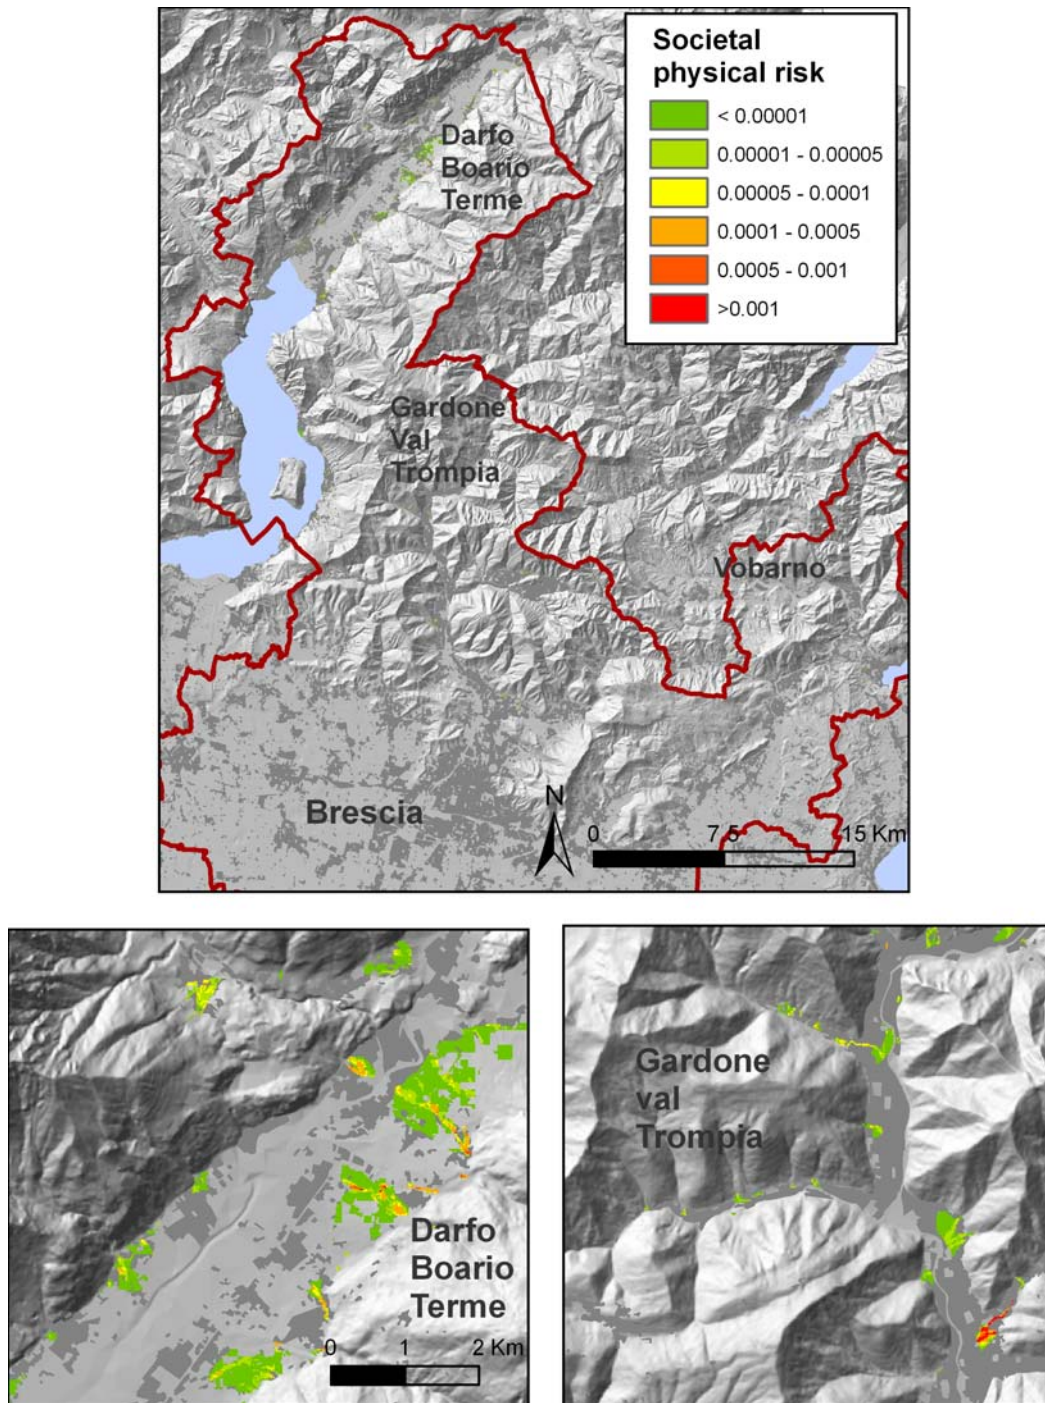 Societal
physical risk
< 0.00001
0.00001 - 0.00005
0.00005 - 0.0001
0.0001 - 0.0005
0.0005 - 0.001
>0.001
Darfo
Boario
Terme
Gardone
Val
Trompia
Vobarno
Brescia
N
0 7.5 15 Km
Gardone
val
Trompia
Darfo
Boario
Terme
0 1 2 Km